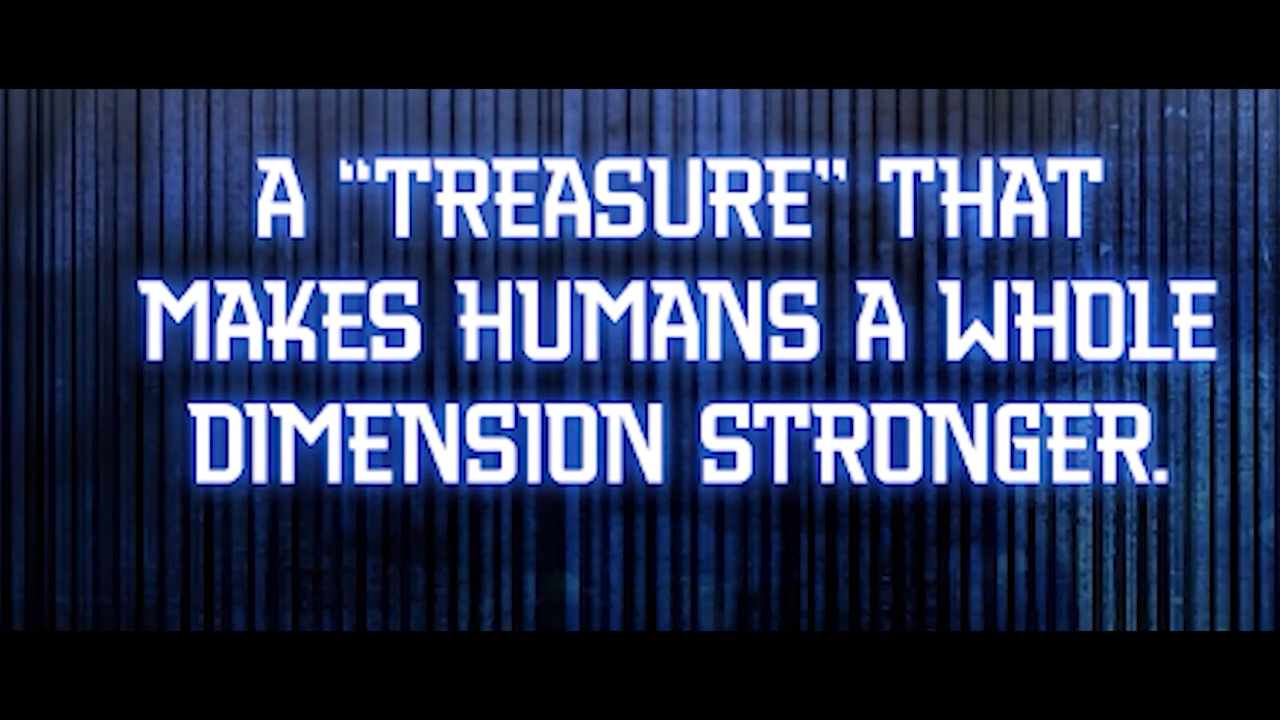 A “TREASURE” THAT
MAKES HUMANS A WHOLE
DIMENSION STRONGER.